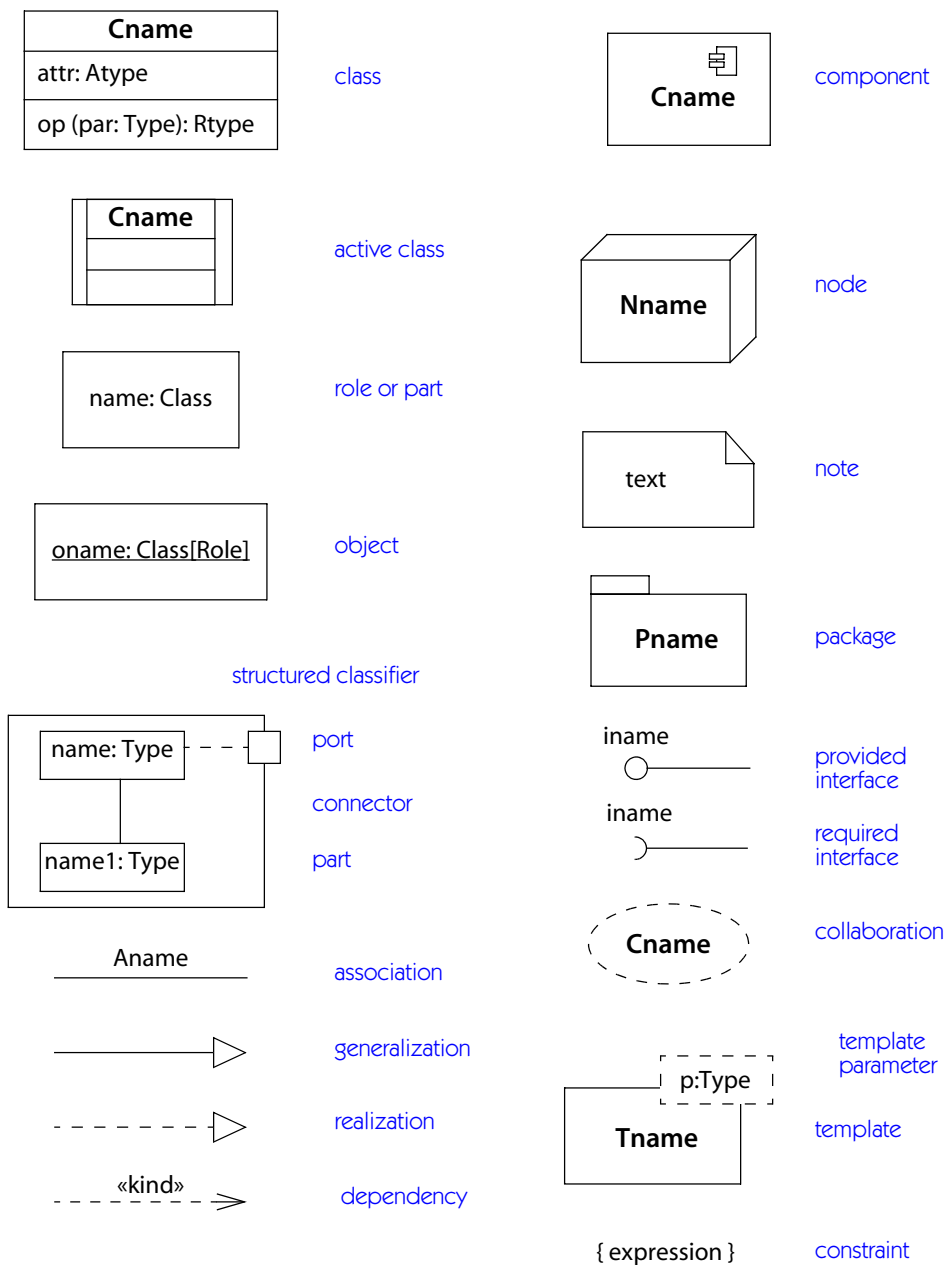 Cname
attr: Atype
op (par: Type): Rtype
class
Cname
active class
name: Class
role or part
oname: Class[Role]
object
structured classifier
name: Type
port
connector
name1: Type
part
Aname
association
generalization
realization
«kind»
dependency
Cname
component
Nname
node
text
note
Pname
package
iname
provided
interface
iname
required
interface
Cname
collaboration
template
parameter
p:Type
Tname
template
{ expression }
constraint